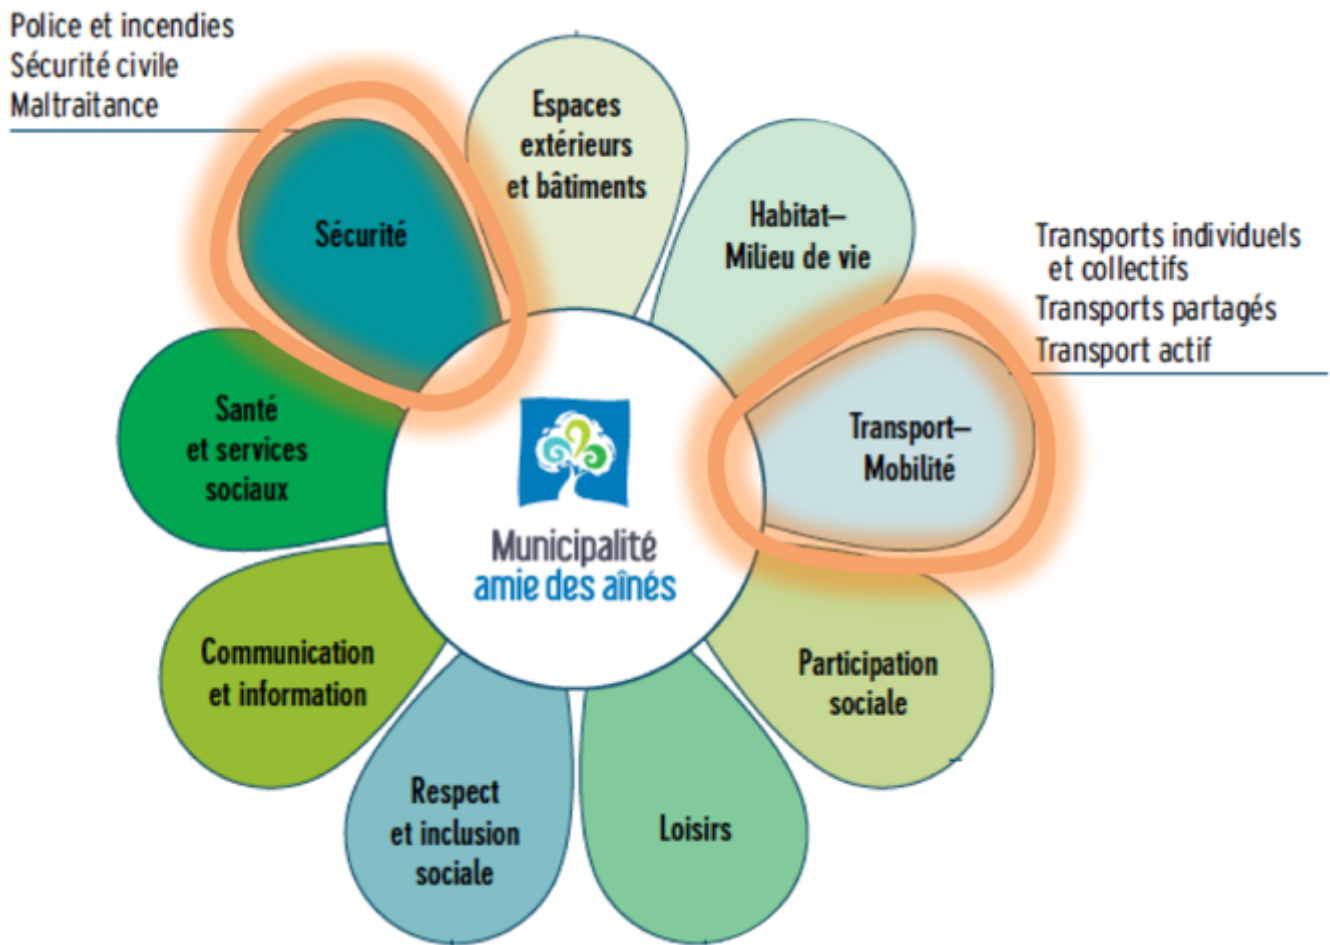 Police et incendies
Sécurité civile
Maltraitance
Espaces
extérieurs
et bâtiments
Habitat–
Milieu de vie
Transports individuels
et collectifs
Transports partagés
Transport actif
Sécurité
Transport–
Mobilité
Santé
et services
sociaux
Municipalité
amie des aînés
Communication
et information
Participation
sociale
Respect
et inclusion
sociale
Loisirs